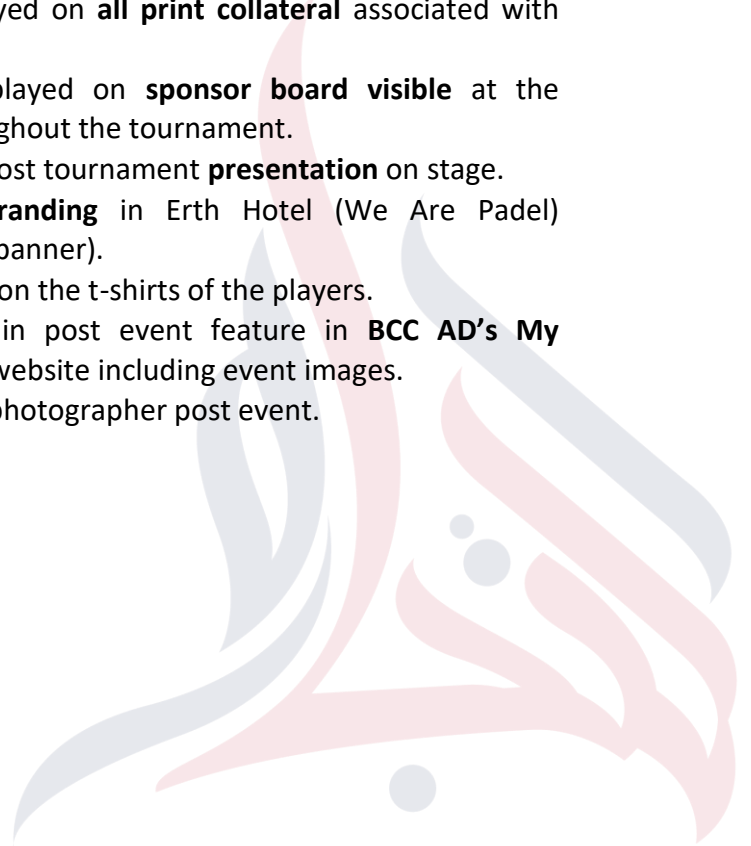 yed on all print collateral associated with
played on sponsor board visible at the
ghout the tournament.
ost tournament presentation on stage.
randing in Erth Hotel (We Are Padel)
banner).
on the t-shirts of the players.
in post event feature in BCC AD’s My
website including event images.
photographer post event.